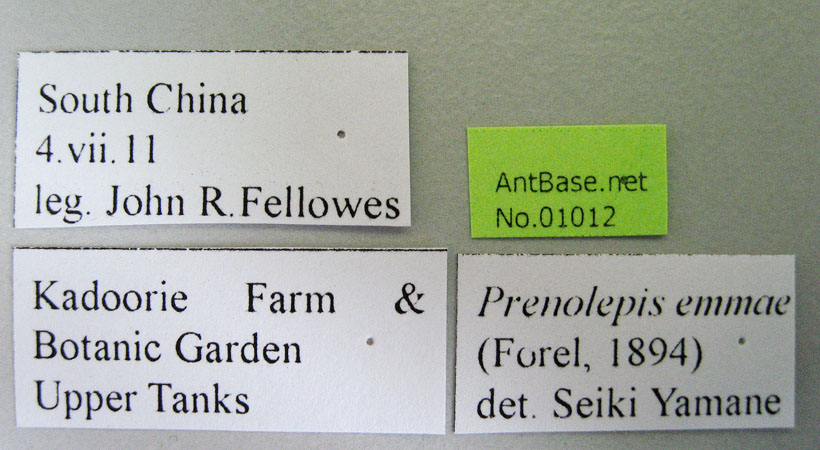 South China
4.vii.11
leg. John R.Fellowes
AntBase.net
No.01012
Kadoorie Farm &
Botanic Garden
Upper Tanks
Prenolepis emmae
(Forel, 1894)
det. Seiki Yamane